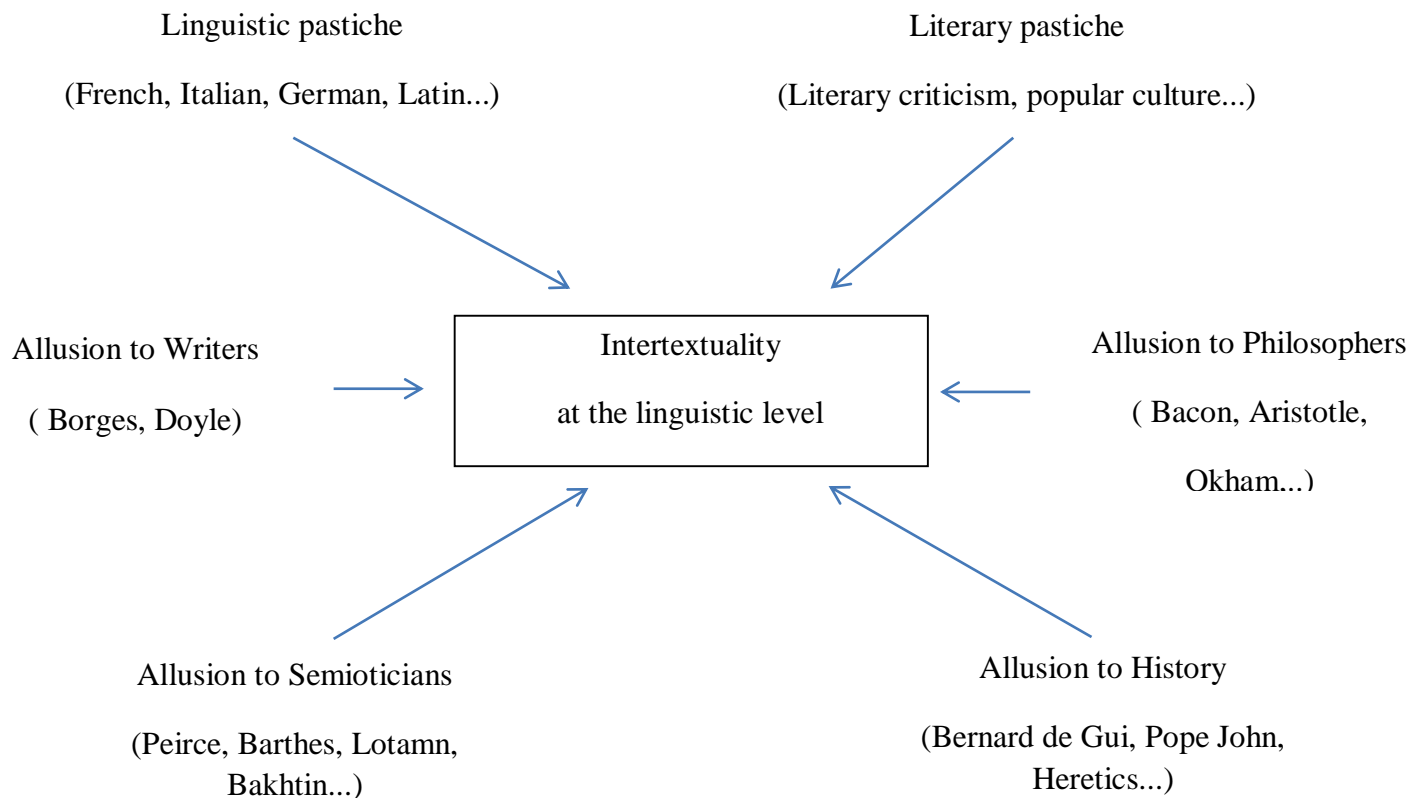 Linguistic pastiche
(French, Italian, German, Latin...)
Literary pastiche
(Literary criticism, popular culture...)
Allusion to Writers
( Borges, Doyle)
Intertextuality
at the linguistic level
Allusion to Philosophers
( Bacon, Aristotle,
Okham...)
Allusion to Semioticians
(Peirce, Barthes, Lotamn,
Bakhtin...)
Allusion to History
(Bernard de Gui, Pope John,
Heretics...)